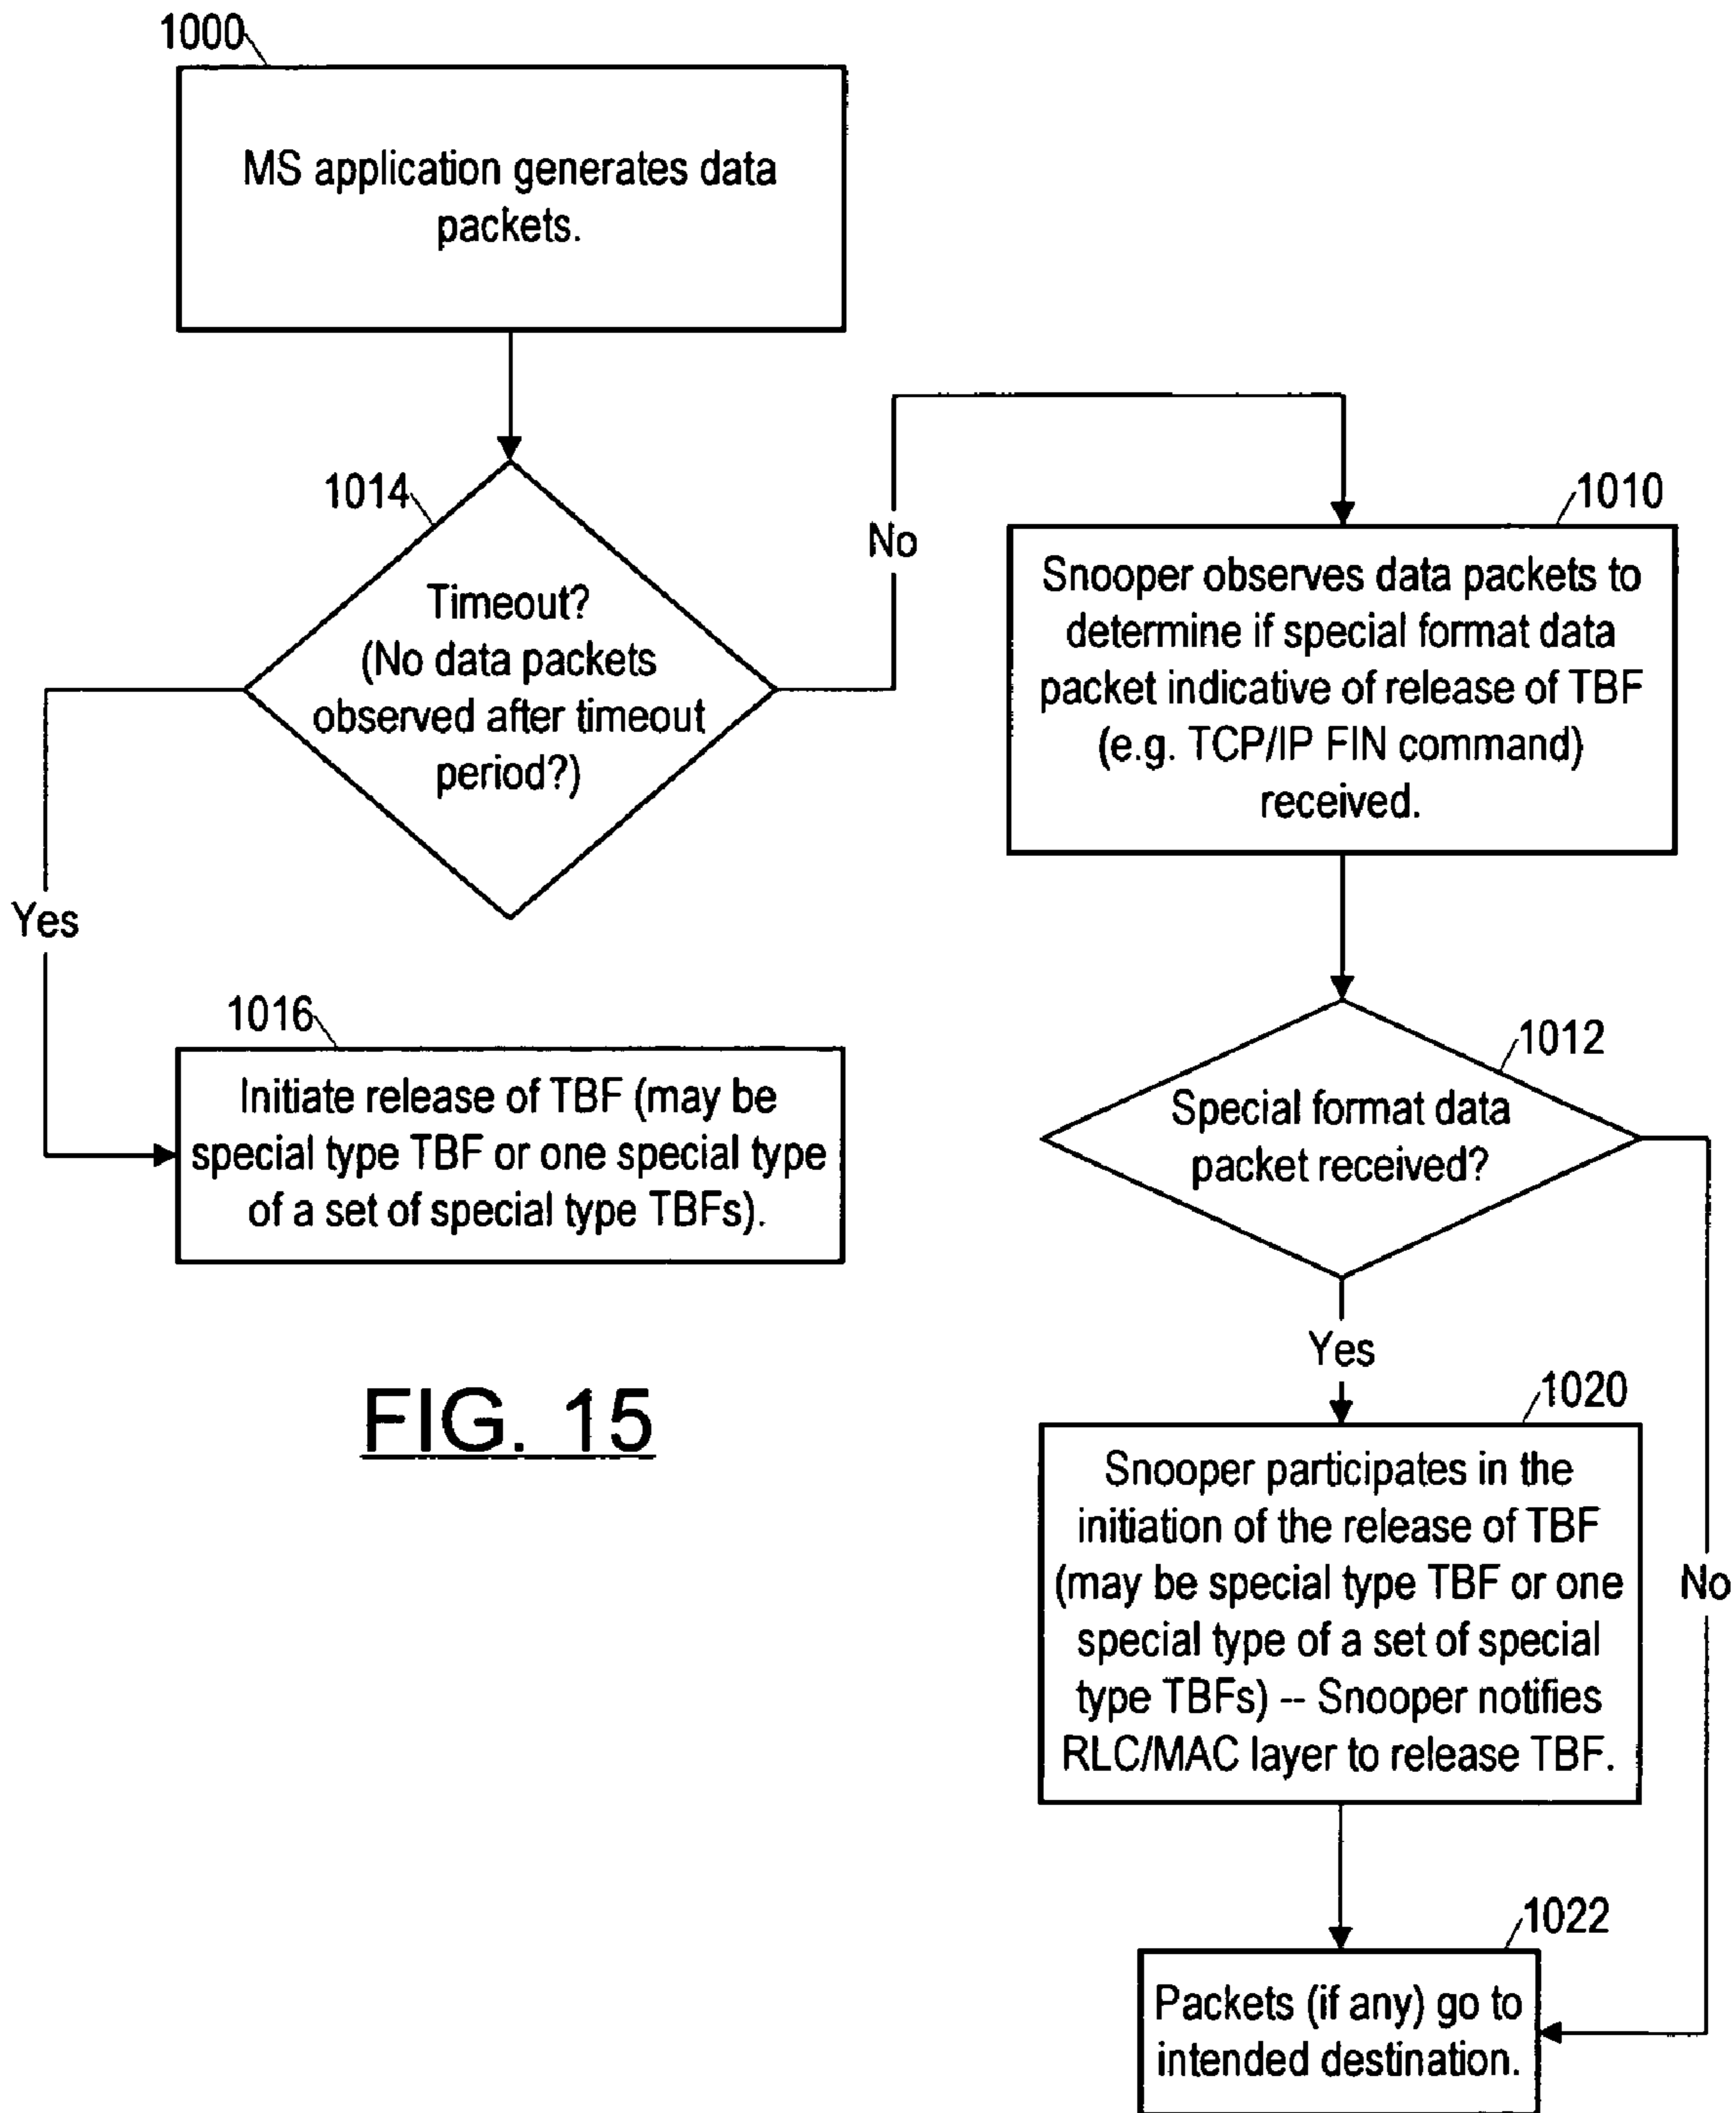 1000
MS application generates data
packets.
1014
Timeout?
(No data packets
observed after timeout
period?)
No
Yes
1010
Snooper observes data packets to
determine if special format data
packet indicative of release of TBF
(e.g. TCP/IP FIN command)
received.
1016
Initiate release of TBF (may be
special type TBF or one special type
of a set of special type TBFs).
1012
Special format data
packet received?
Yes
No
1020
Snooper participates in the
initiation of the release of TBF
(may be special type TBF or one
special type of a set of special
type TBFs) -- Snooper notifies
RLC/MAC layer to release TBF.
1022
Packets (if any) go to
intended destination.
FIG. 15